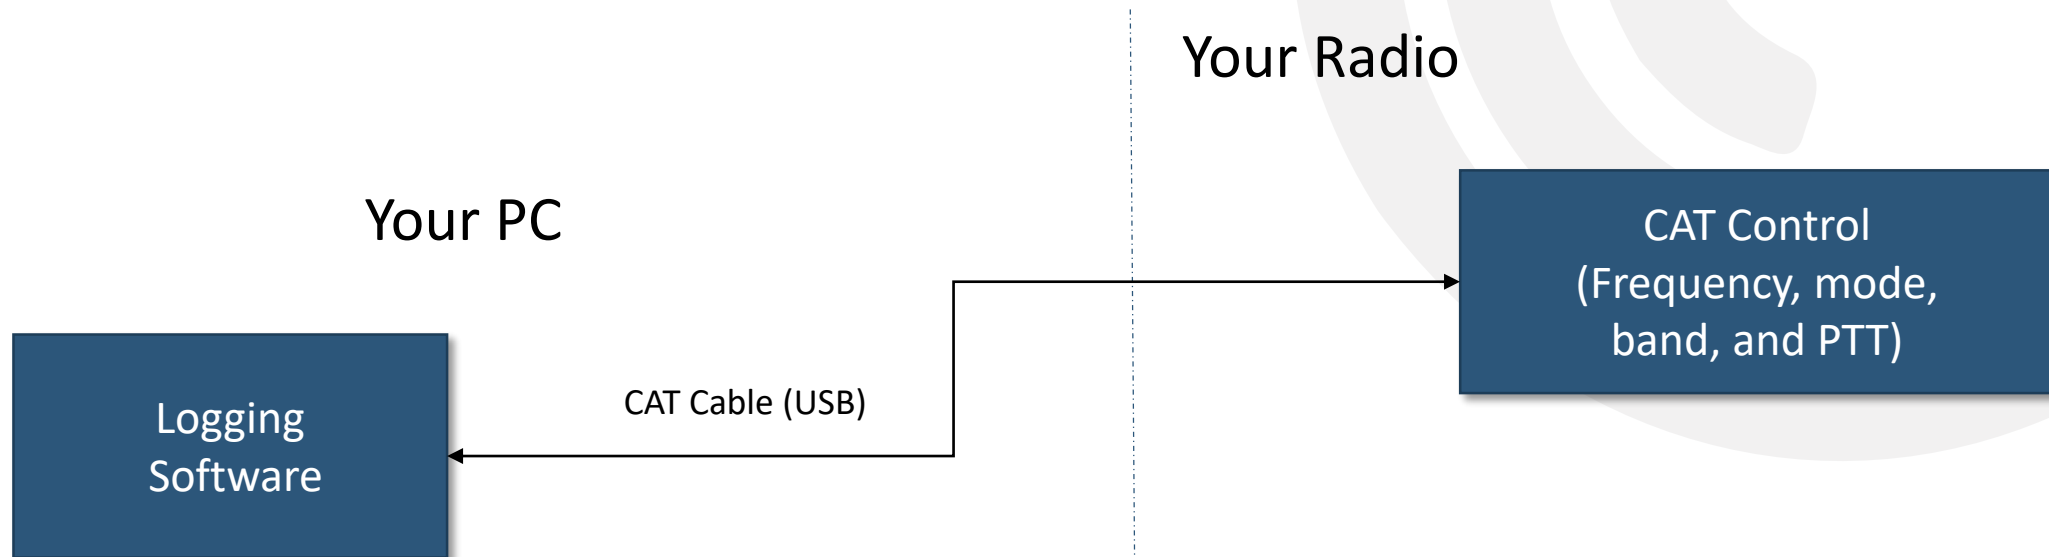 Your Radio
Your PC
CAT Control
(Frequency, mode,
band, and PTT)
CAT Cable (USB)
Logging
Software